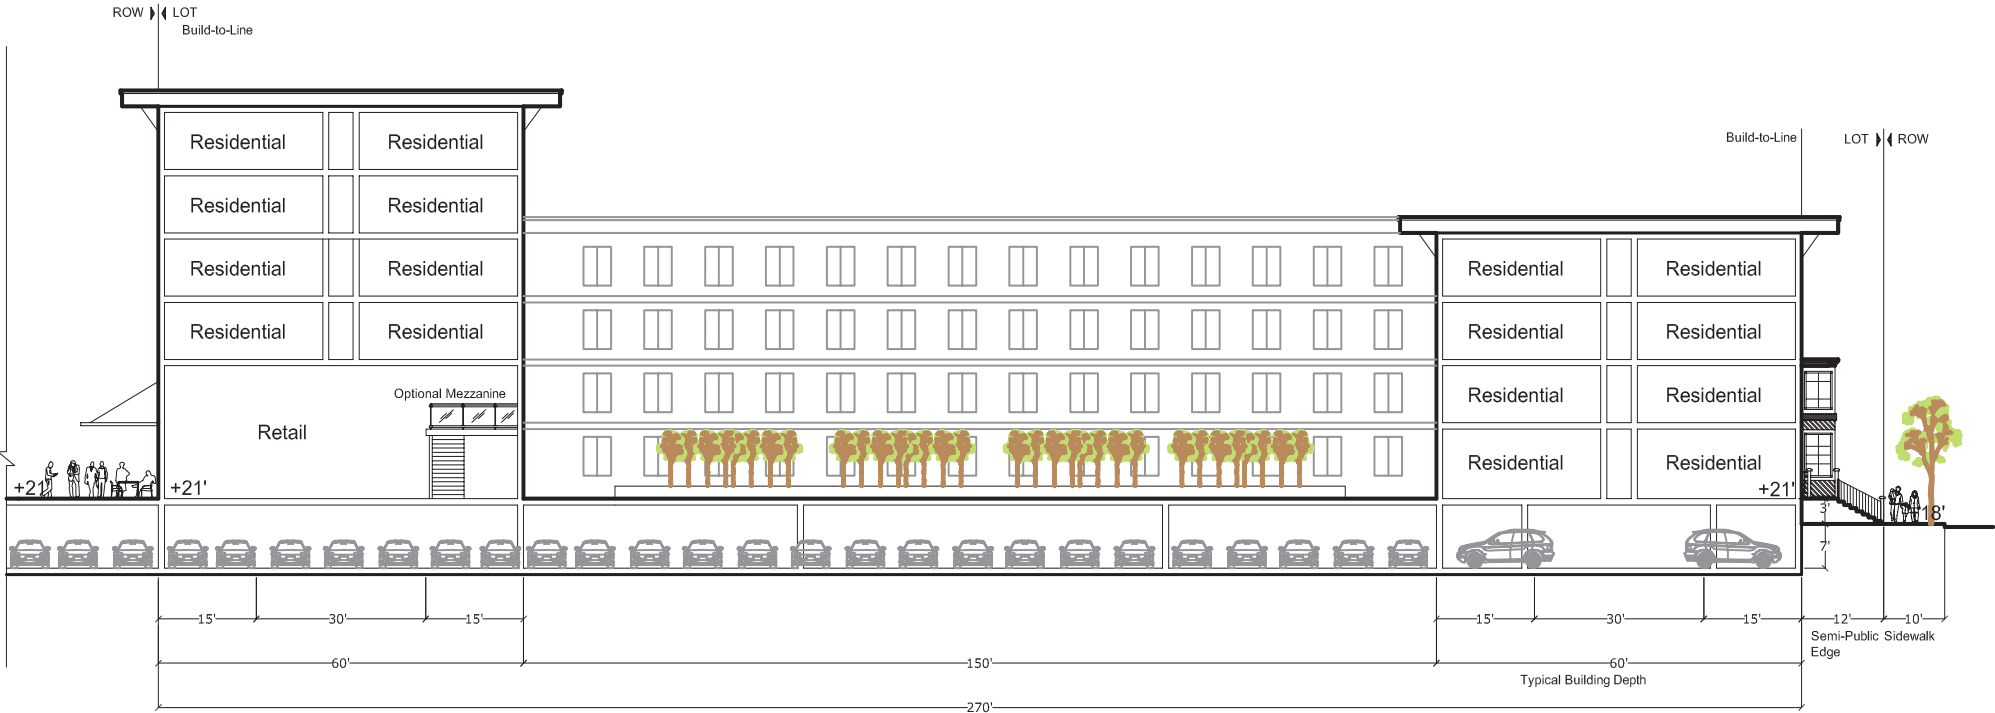 ROW LOT
Build-to-Line
Residential Residential
Build-to-Line LOT ROW
Residential Residential
Residential Residential Residential Residential
Residential Residential Residential Residential
Optional Mezzanine Residential Residential
Retail
Residential Residential
+21' +21' +21'
3' +18'
7'
15' 30' 15' 15' 30' 15' 12' 10'
Semi-Public Sidewalk
Edge
60' 150' 60'
Typical Building Depth
270'